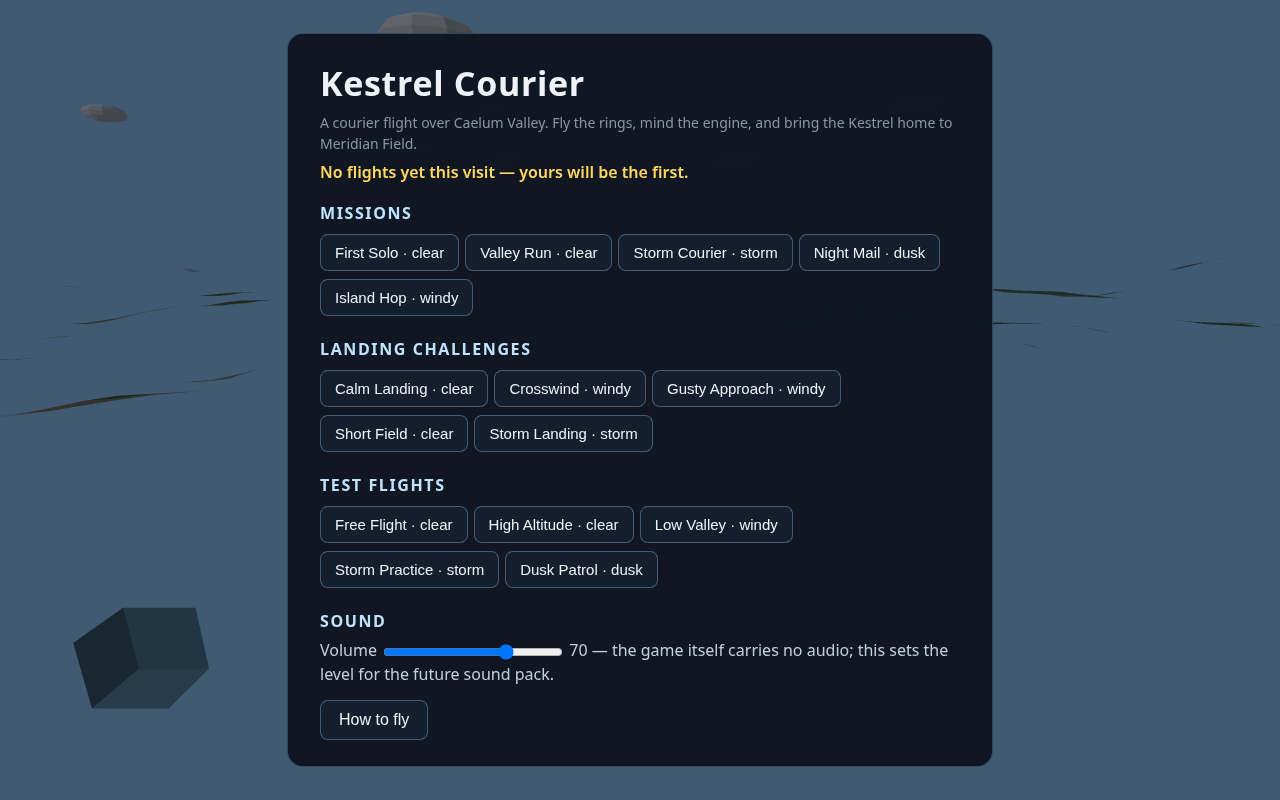 Kestrel Courier
A courier flight over Caelum Valley. Fly the rings, mind the engine, and bring the Kestrel home to
Meridian Field.
No flights yet this visit — yours will be the first.
MISSIONS
First Solo · clear
Valley Run · clear
Storm Courier · storm
Night Mail · dusk
Island Hop · windy
LANDING CHALLENGES
Calm Landing · clear
Crosswind · windy
Gusty Approach · windy
Short Field · clear
Storm Landing · storm
TEST FLIGHTS
Free Flight · clear
High Altitude · clear
Low Valley · windy
Storm Practice · storm
Dusk Patrol · dusk
SOUND
Volume 70 — the game itself carries no audio; this sets the
level for the future sound pack.
How to fly